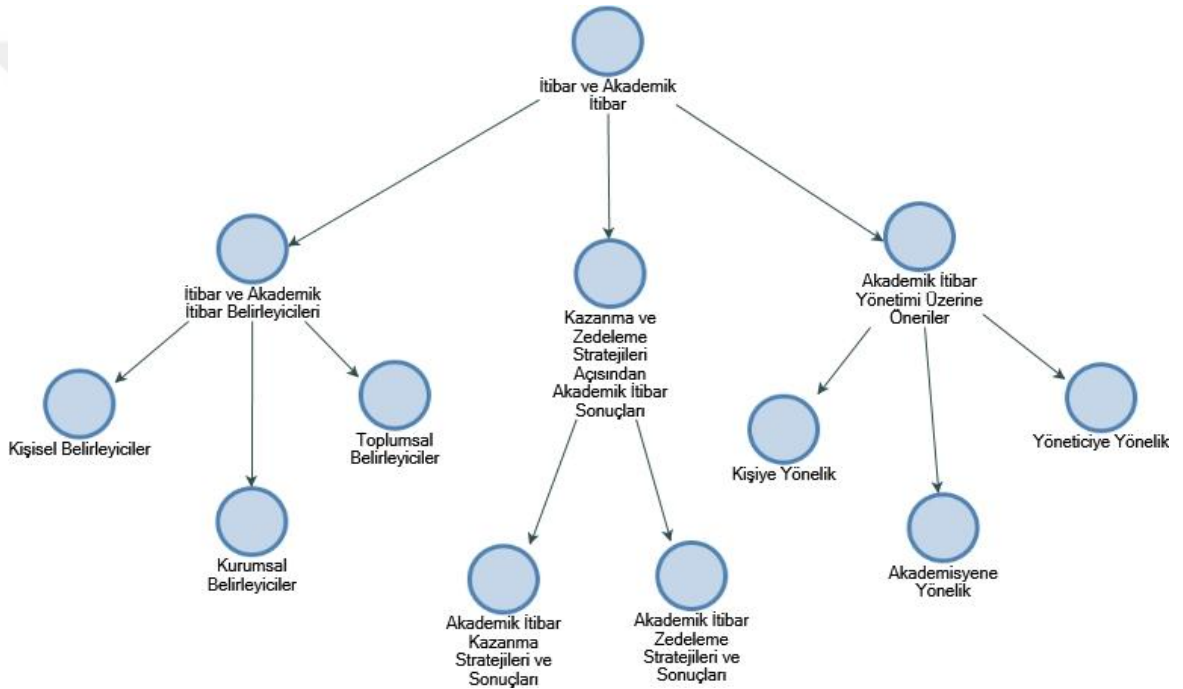 İtibar ve Akademik
İtibar
İtibar ve Akademik
İtibar Belirleyicileri
Kazanma ve
Zedeleme
Stratejileri
Açısından
Akademik İtibar
Sonuçları
Akademik İtibar
Yönetimi Üzerine
Öneriler
Kişisel Belirleyiciler
Kurumsal
Belirleyiciler
Toplumsal
Belirleyiciler
Akademik İtibar
Kazanma
Stratejileri ve
Sonuçları
Akademik İtibar
Zedeleme
Stratejileri ve
Sonuçları
Kişiye Yönelik
Akademisyene
Yönelik
Yöneticiye Yönelik